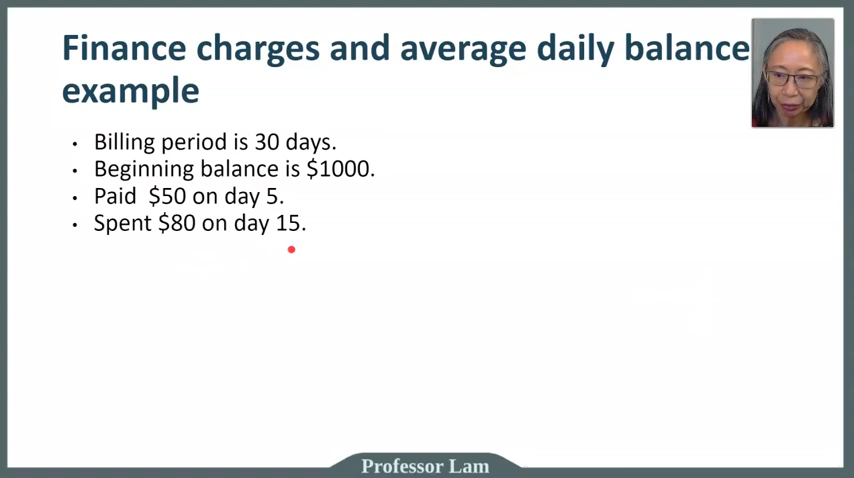 Finance charges and average daily balance
example
• Billing period is 30 days.
• Beginning balance is $1000.
• Paid  $50 on day 5.
• Spent $80 on day 15.
Professor Lam